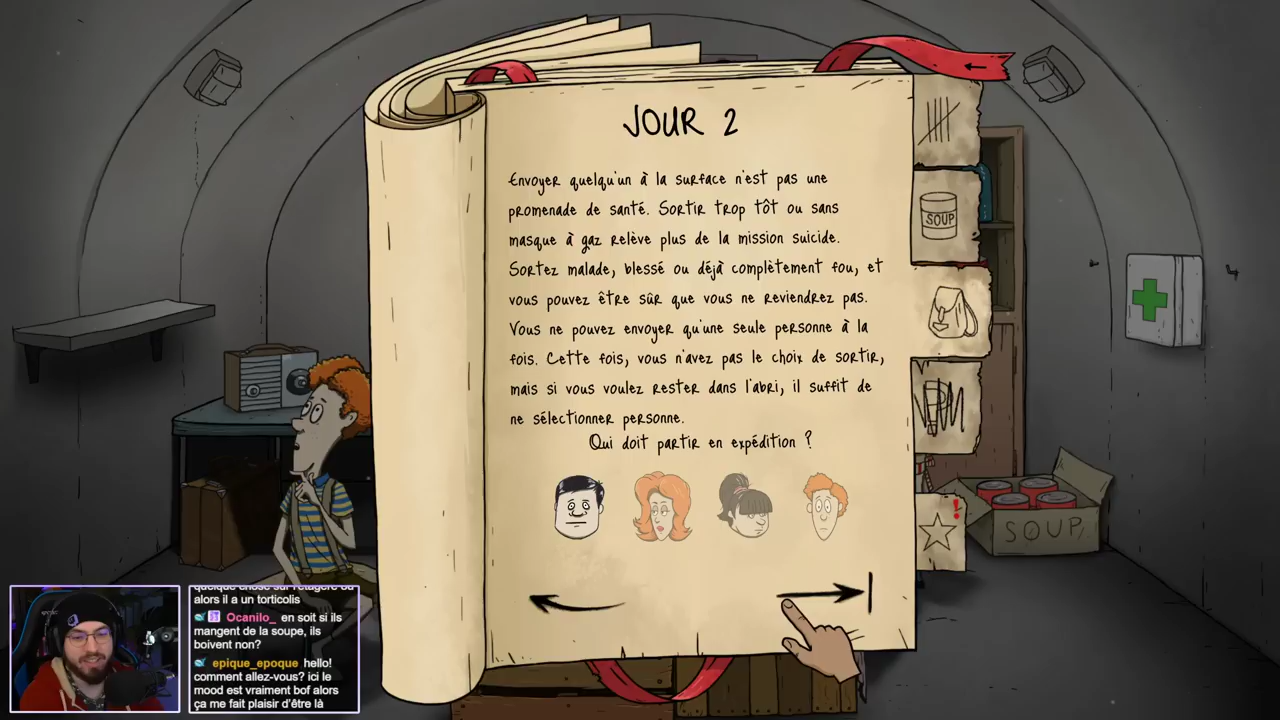 JOUR 2
Envoyer quelqu'un à la surface n'est pas une
promenade de santé. Sortir trop tôt ou sans
masque à gaz relève plus de la mission suicide.
Sortez malade, blessé ou déjà complètement fou, et
vous pouvez être sûr que vous ne reviendrez pas.
Vous ne pouvez envoyer qu'une seule personne à la
fois. Cette fois, vous n'avez pas le choix de sortir,
mais si vous voulez rester dans l'abri, il suffit de
ne sélectionner personne.
Qui doit partir en expédition ?
SOUP
!
SOUP
quelque chose sur l'étagère ou
alors il a un torticolis
Ocanilo_ en soit si ils
mangent de la soupe, ils
boivent non?
epique_epoque hello!
comment allez-vous? ici le
mood est vraiment bof alors
ça me fait plaisir d'être là